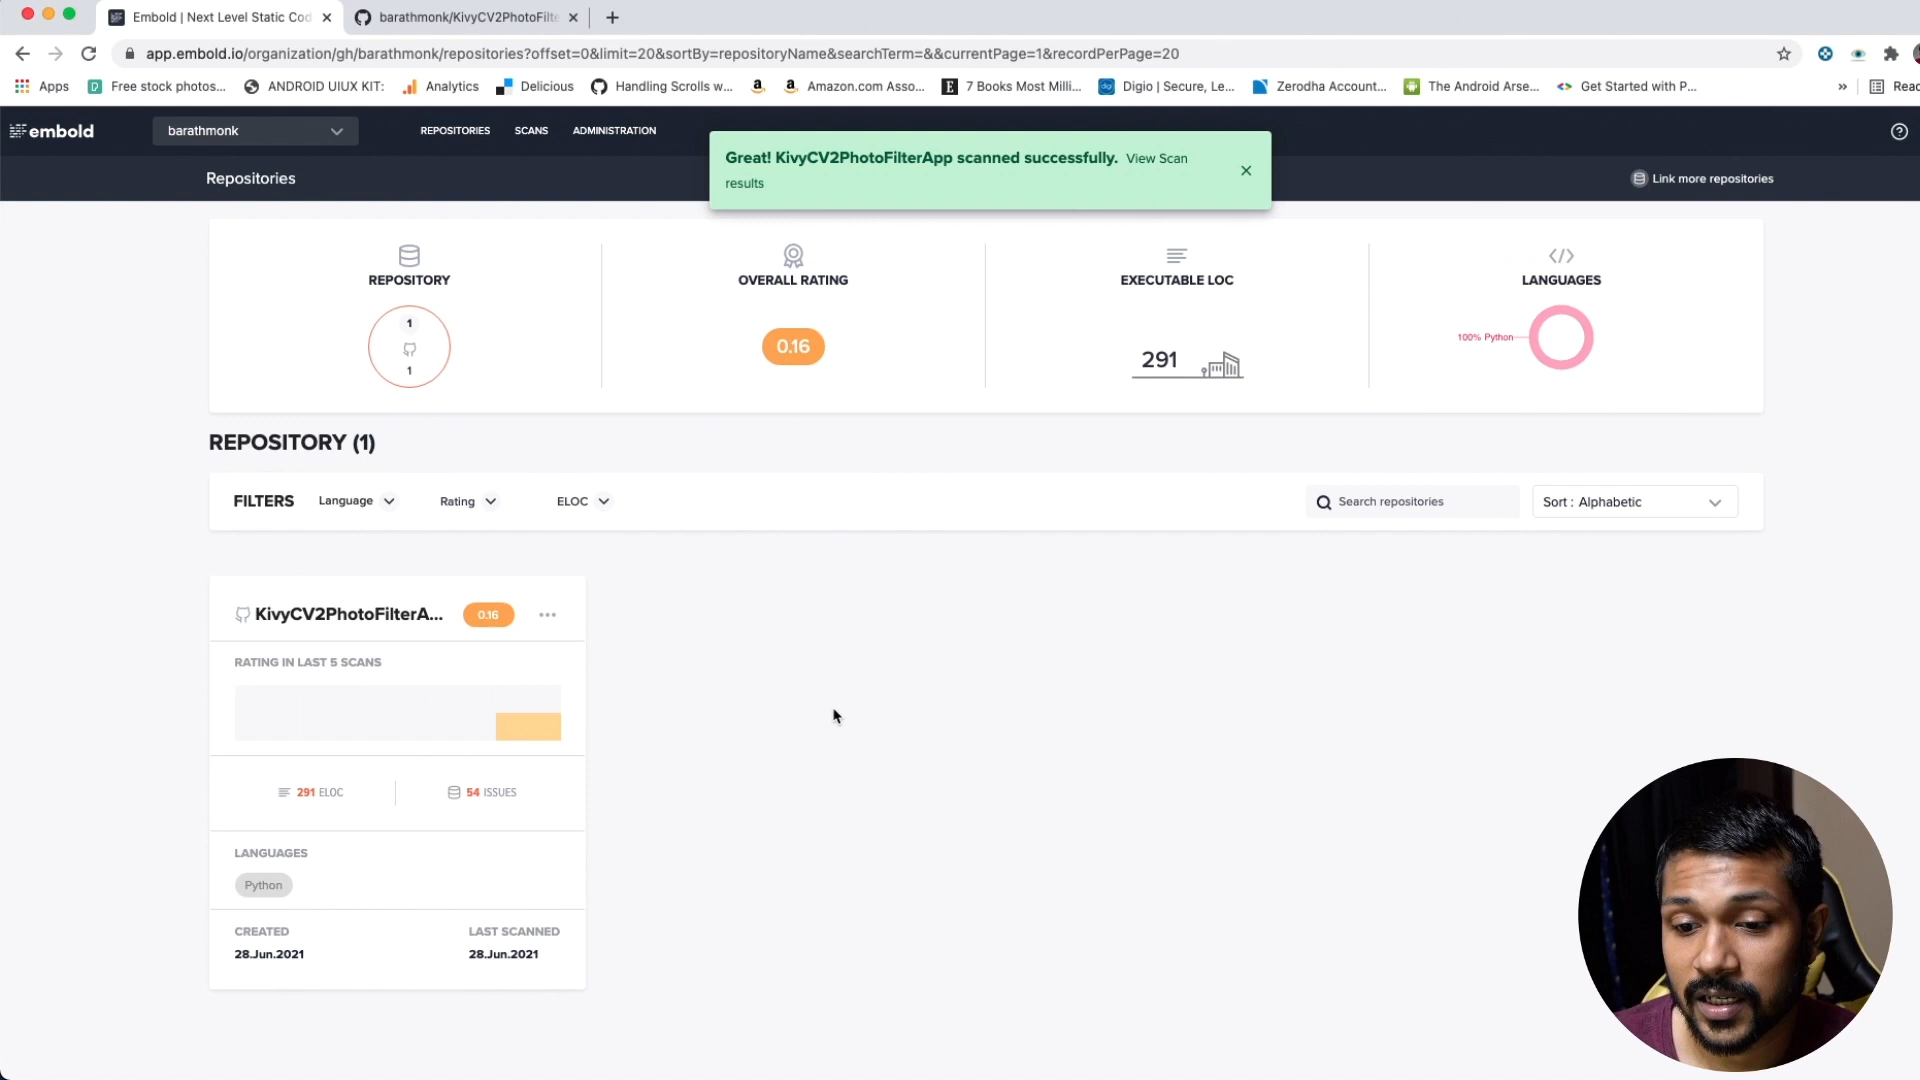 Embold | Next Level Static Cod
barathmonk/KivyCV2PhotoFilte
app.embold.io/organization/gh/barathmonk/repositories?offset=0&limit=20&sortBy=repositoryName&searchTerm=&&currentPage=1&recordPerPage=20
Apps
Free stock photos...
ANDROID UIUX KIT:
Analytics
Delicious
Handling Scrolls w...
Amazon.com Asso...
7 Books Most Milli...
Digio | Secure, Le...
Zerodha Account...
The Android Arse...
Get Started with P...
»
Read
embold
barathmonk
REPOSITORIES
SCANS
ADMINISTRATION
Great! KivyCV2PhotoFilterApp scanned successfully. View Scan
results
Repositories
Link more repositories
REPOSITORY
1
1
OVERALL RATING
0.16
EXECUTABLE LOC
291
LANGUAGES
100% Python
REPOSITORY (1)
FILTERS
Language
Rating
ELOC
Search repositories
Sort : Alphabetic
KivyCV2PhotoFilterA...
0.16
RATING IN LAST 5 SCANS
291 ELOC
54 ISSUES
LANGUAGES
Python
CREATED
LAST SCANNED
28.Jun.2021
28.Jun.2021